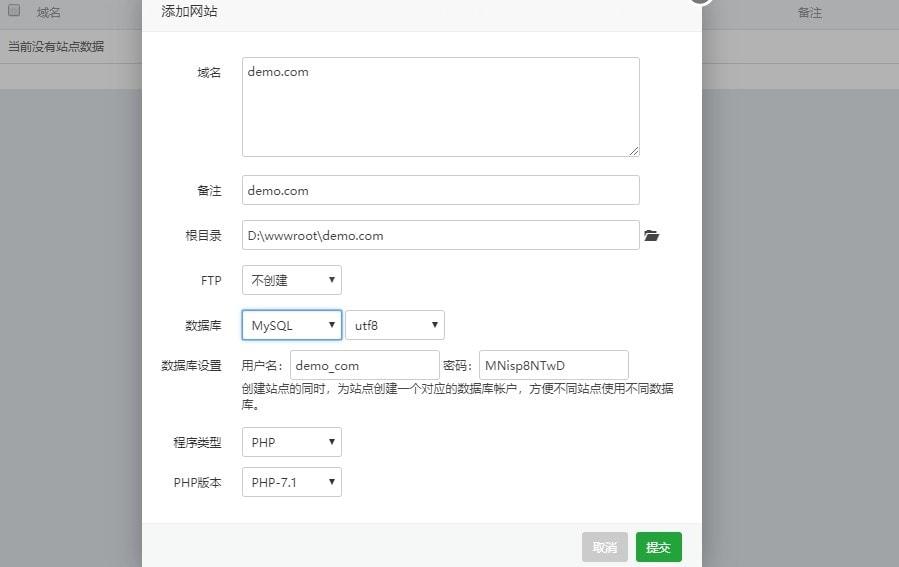 域名
备注
当前没有站点数据
添加网站
域名
demo.com
备注
demo.com
根目录
D:\wwwroot\demo.com
FTP
不创建
数据库
MySQL
utf8
数据库设置
用户名：
demo_com
密码：
MNisp8NTwD
创建站点的同时，为站点创建一个对应的数据库帐户，方便不同站点使用不同数据
库。
程序类型
PHP
PHP版本
PHP-7.1
取消
提交